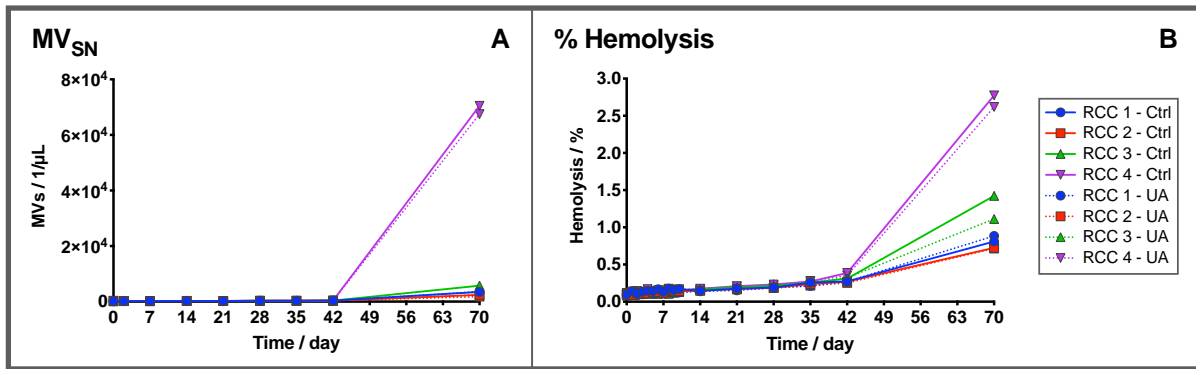 MV_SN A
8×10⁴
6×10⁴
4×10⁴
2×10⁴
0
MVs / 1/µL
0 7 14 21 28 35 42 49 56 63 70
Time / day
% Hemolysis B
3.0
2.5
2.0
1.5
1.0
0.5
0.0
Hemolysis / %
0 7 14 21 28 35 42 49 56 63 70
Time / day
RCC 1 - Ctrl
RCC 2 - Ctrl
RCC 3 - Ctrl
RCC 4 - Ctrl
RCC 1 - UA
RCC 2 - UA
RCC 3 - UA
RCC 4 - UA